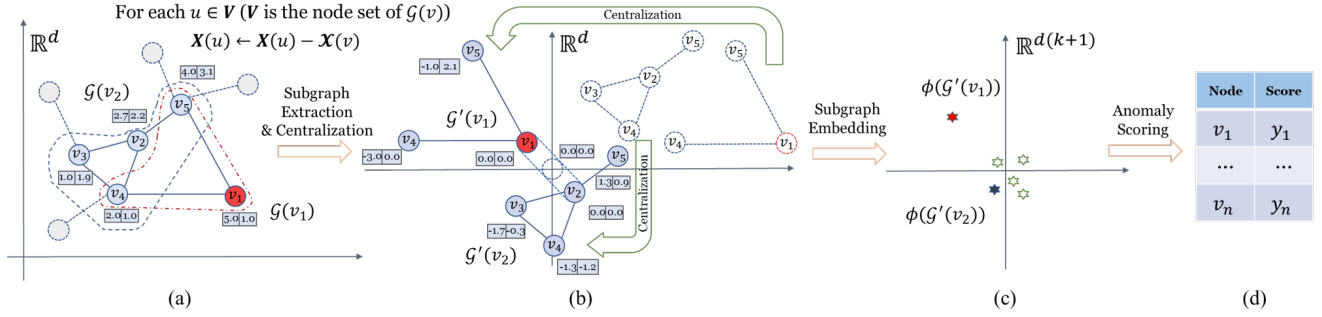 For each u ∈ V (V is the node set of G(v))
X(u) ← X(u) − X(v)
ℝ^d
4.0 3.1
G(v₂)
v₅
2.7 2.2
v₂
v₃
1.0 1.9
v₄
v₁
2.0 1.0
5.0 1.0
G(v₁)
(a)
Subgraph
Extraction
& Centralization
Centralization
v₅
ℝ^d
-1.0 2.1
G′(v₁)
v₄
v₁
-3.0 0.0
0.0 0.0
v₅
v₂
v₃
v₄
v₅
v₄
v₁
0.0 0.0
v₅
1.3 0.9
v₂
v₃
0.0 0.0
-1.7 -0.3
G′(v₂)
v₄
-1.3 -1.2
Centralization
(b)
Subgraph
Embedding
ℝ^d(k+1)
ϕ(G′(v₁))
ϕ(G′(v₂))
(c)
Anomaly
Scoring
Node Score
v₁ y₁
... ...
vₙ yₙ
(d)